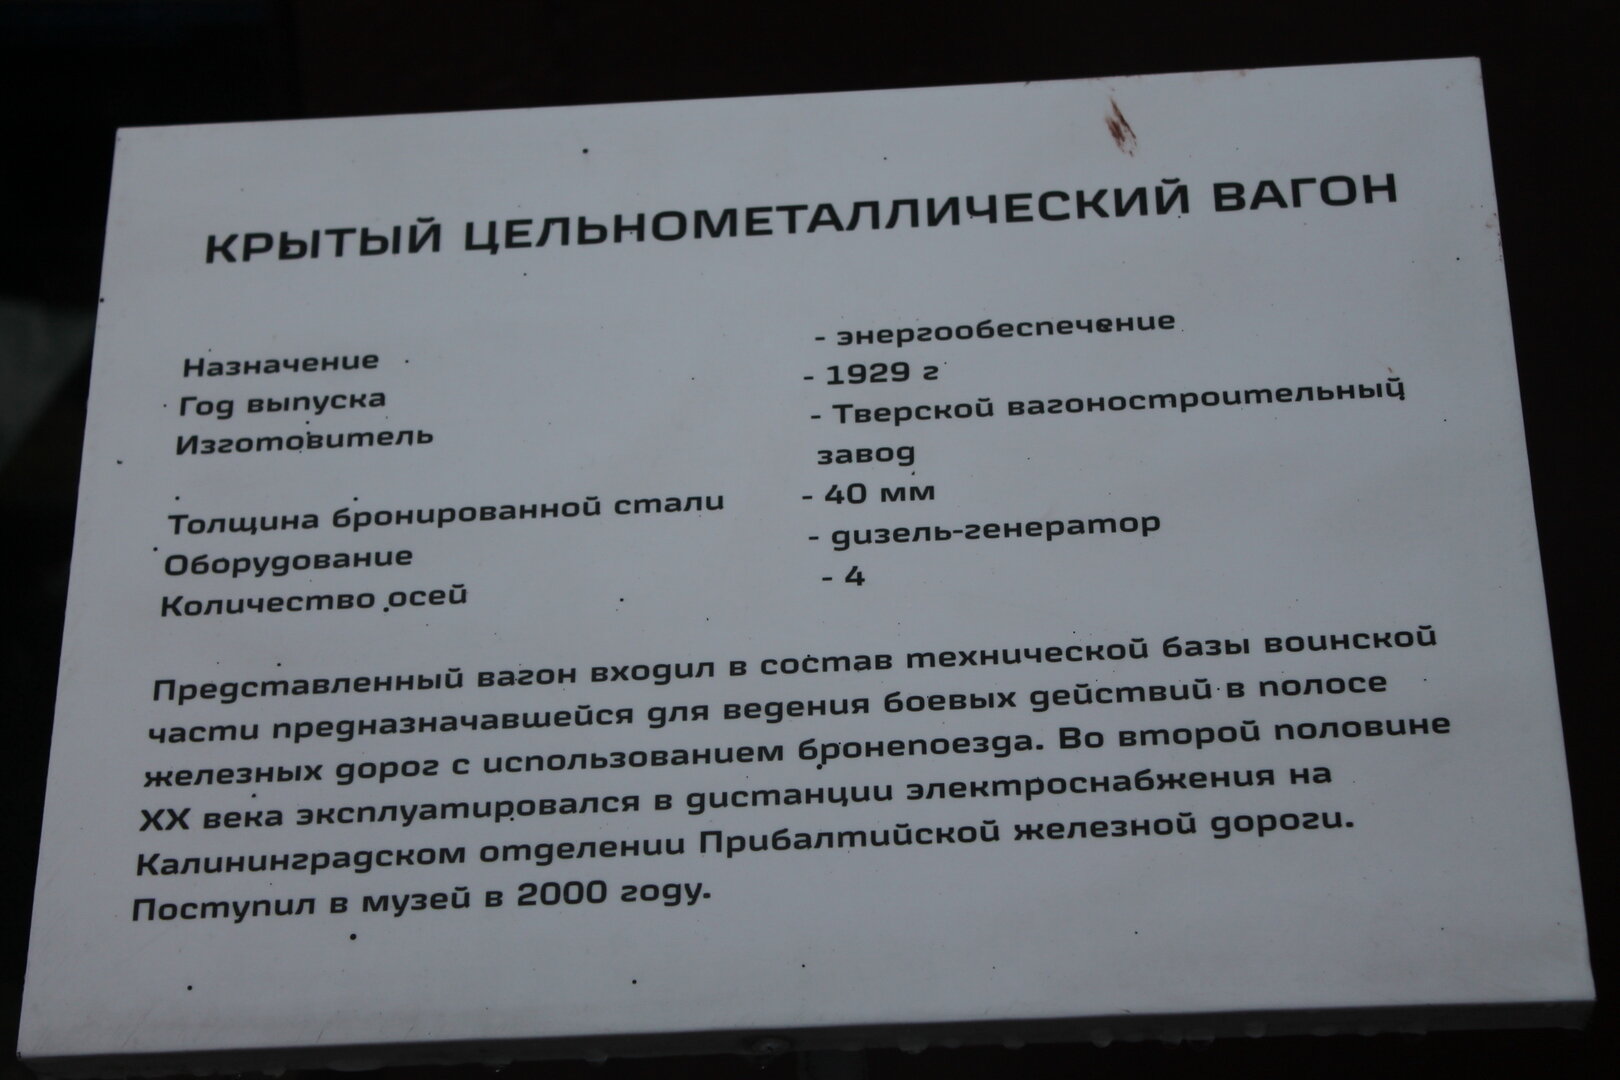 КРЫТЫЙ ЦЕЛЬНОМЕТАЛЛИЧЕСКИЙ ВАГОН
Назначение - энергообеспечение
Год выпуска - 1929 г
Изготовитель - Тверской вагоностроительный
завод
Толщина бронированной стали - 40 мм
Оборудование - дизель-генератор
Количество осей - 4
Представленный вагон входил в состав технической базы воинской
части предназначавшейся для ведения боевых действий в полосе
железных дорог с использованием бронепоезда. Во второй половине
XX века эксплуатировался в дистанции электроснабжения на
Калининградском отделении Прибалтийской железной дороги.
Поступил в музей в 2000 году.